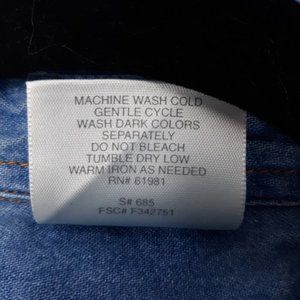 MACHINE WASH COLD
GENTLE CYCLE
WASH DARK COLORS
SEPARATELY
DO NOT BLEACH
TUMBLE DRY LOW
WARM IRON AS NEEDED
RN# 61981
S# 685
FSC# F342751